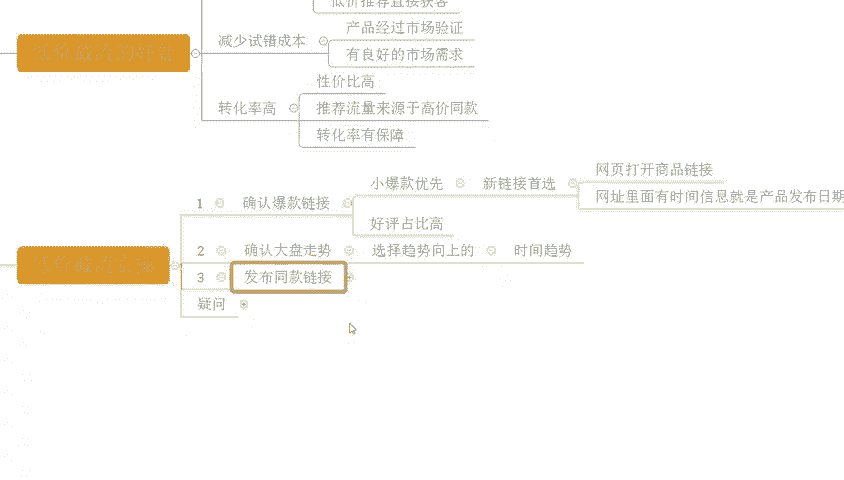 低价推荐直接获客
减少试错成本
产品经过市场验证
有良好的市场需求
性价比高
转化率高
推荐流量来源于高价同款
转化率有保障
网页打开商品链接
小爆款优先 新链接首选
网址里面有时间信息就是产品发布日期
1 确认爆款链接
好评占比高
2 确认大盘走势 选择趋势向上的 时间趋势
3 发布同款链接
疑问